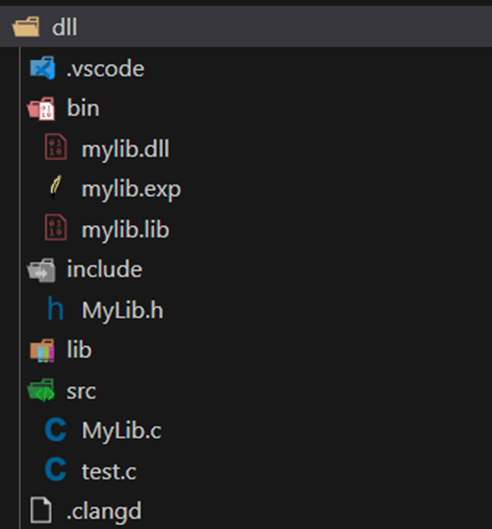 dll
.vscode
bin
mylib.dll
mylib.exp
mylib.lib
include
MyLib.h
lib
src
MyLib.c
test.c
.clangd